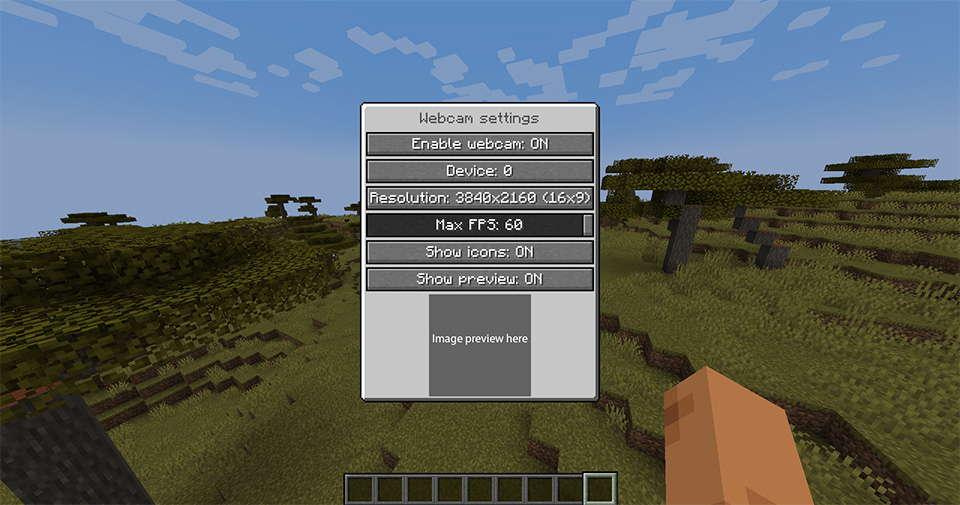 Webcam settings
Enable webcam: ON
Device: 0
Resolution: 3840x2160 (16x9)
Max FPS: 60
Show icons: ON
Show preview: ON
Image preview here